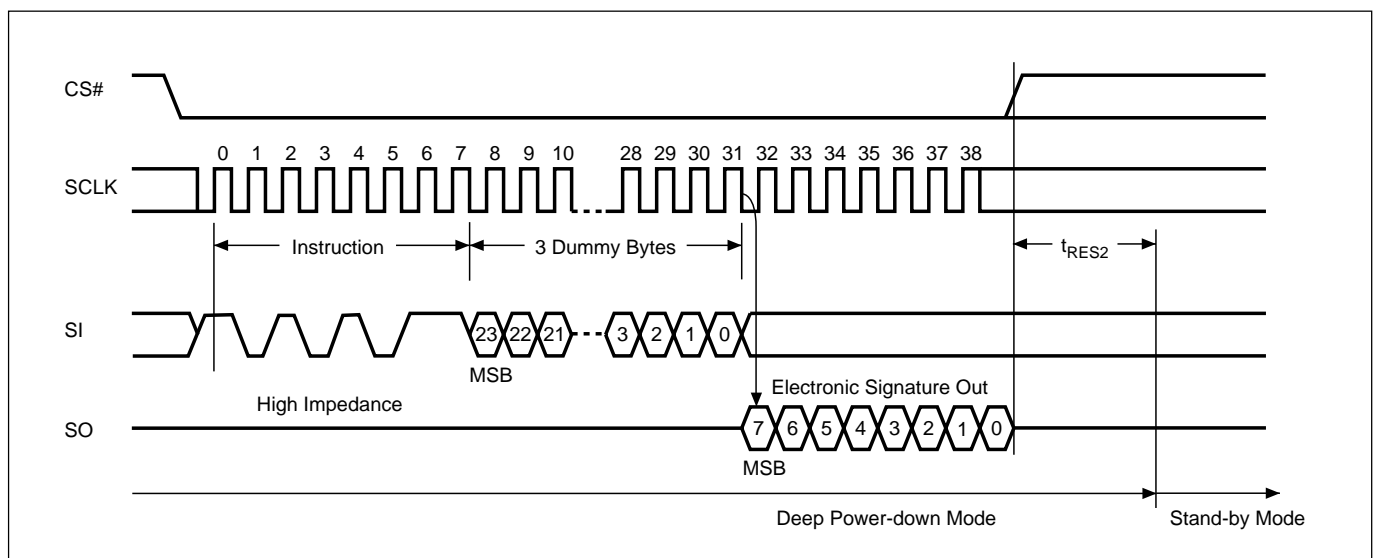 CS#
0 1 2 3 4 5 6 7 8 9 10 28 29 30 31 32 33 34 35 36 37 38
SCLK
Instruction 3 Dummy Bytes tRES2
SI 23 22 21 3 2 1 0
MSB
Electronic Signature Out
High Impedance
SO 7 6 5 4 3 2 1 0
MSB
Deep Power-down Mode Stand-by Mode